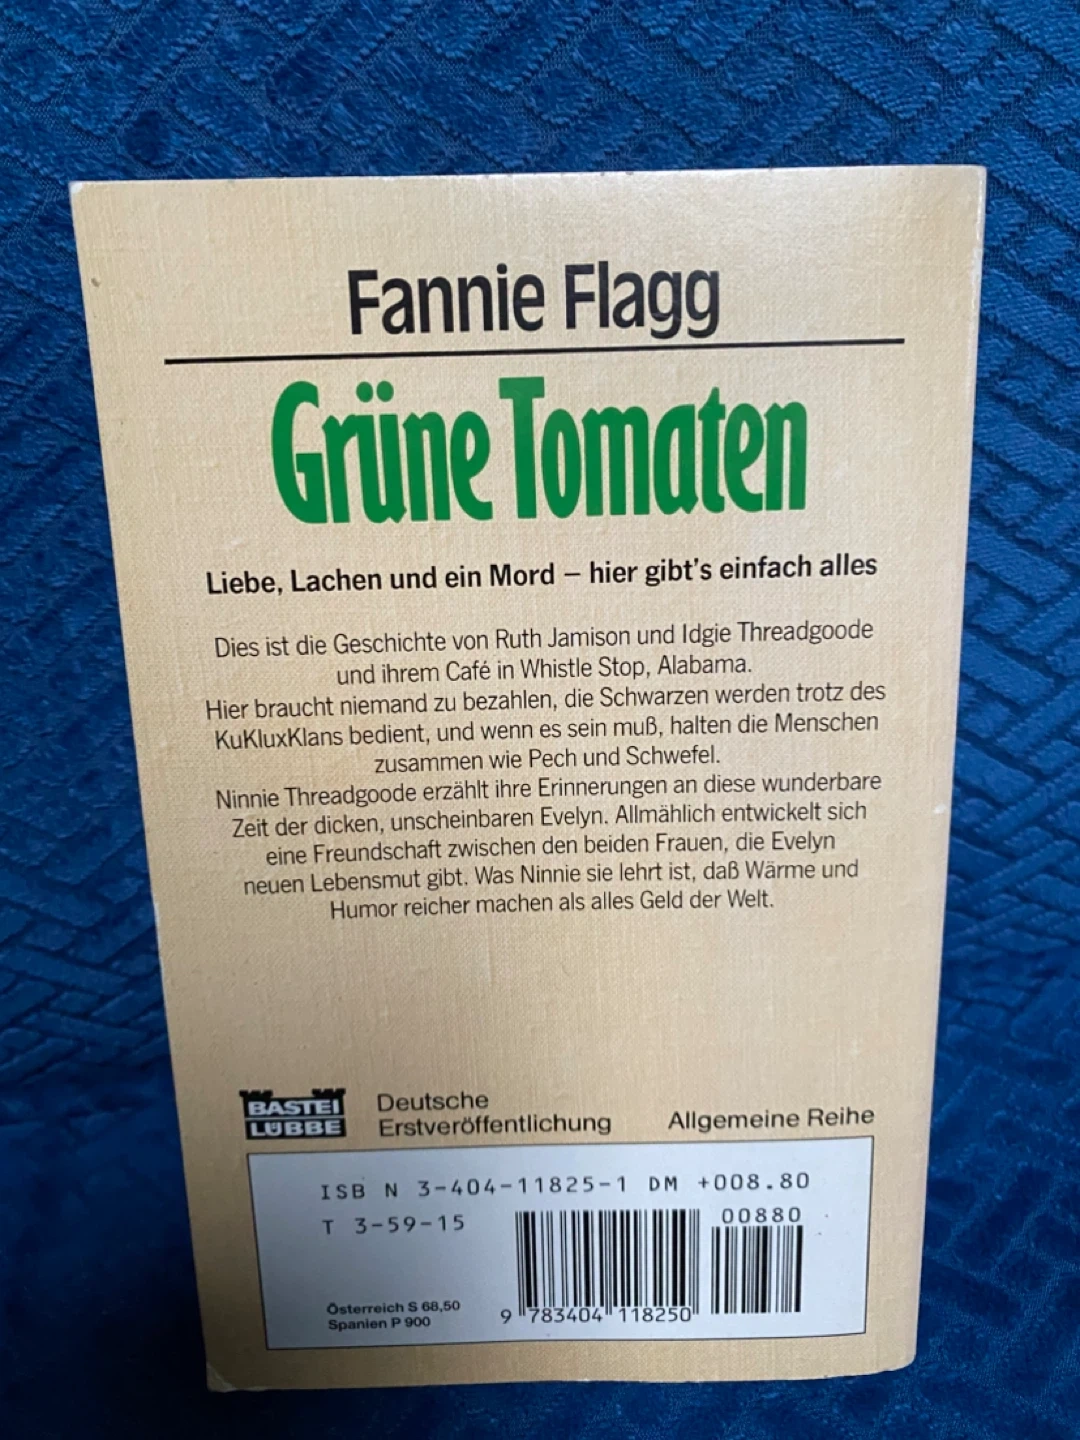 Fannie Flagg
Grüne Tomaten
Liebe, Lachen und ein Mord – hier gibt's einfach alles
Dies ist die Geschichte von Ruth Jamison und Idgie Threadgoode
und ihrem Café in Whistle Stop, Alabama.
Hier braucht niemand zu bezahlen, die Schwarzen werden trotz des
KuKluxKlans bedient, und wenn es sein muß, halten die Menschen
zusammen wie Pech und Schwefel.
Ninnie Threadgoode erzählt ihre Erinnerungen an diese wunderbare
Zeit der dicken, unscheinbaren Evelyn. Allmählich entwickelt sich
eine Freundschaft zwischen den beiden Frauen, die Evelyn
neuen Lebensmut gibt. Was Ninnie sie lehrt ist, daß Wärme und
Humor reicher machen als alles Geld der Welt.
BASTEI
LÜBBE
Deutsche
Erstveröffentlichung
Allgemeine Reihe
ISB N 3-404-11825-1 DM +008.80
T 3-59-15
00880
Österreich S 68,50
Spanien P 900
9 783404 118250